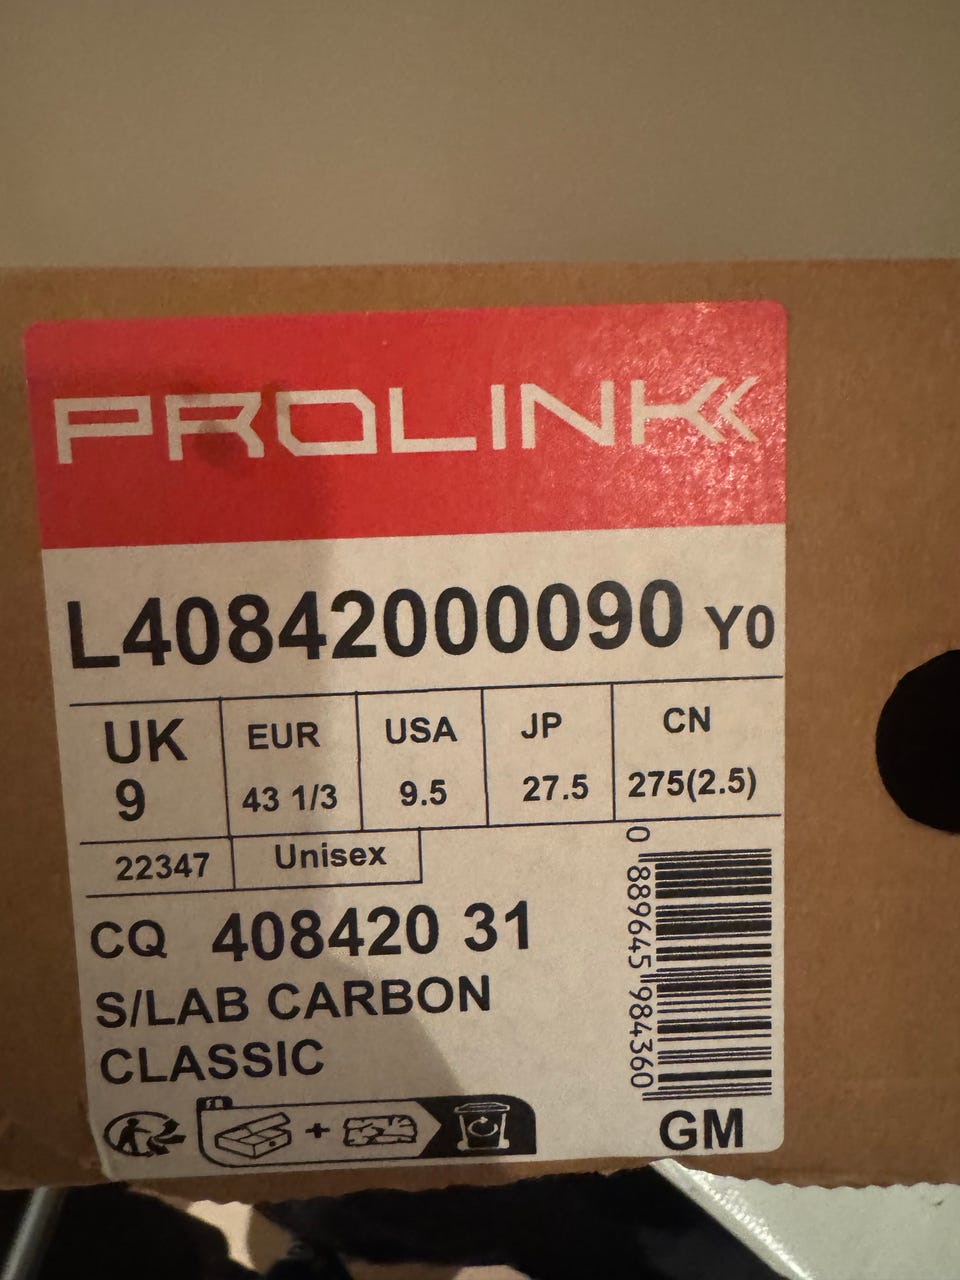 PROLINK
L40842000090 Y0
UK EUR USA JP CN
9 43 1/3 9.5 27.5 275(2.5)
22347 Unisex
CQ 408420 31
S/LAB CARBON
CLASSIC
0 889645 984360
+
GM